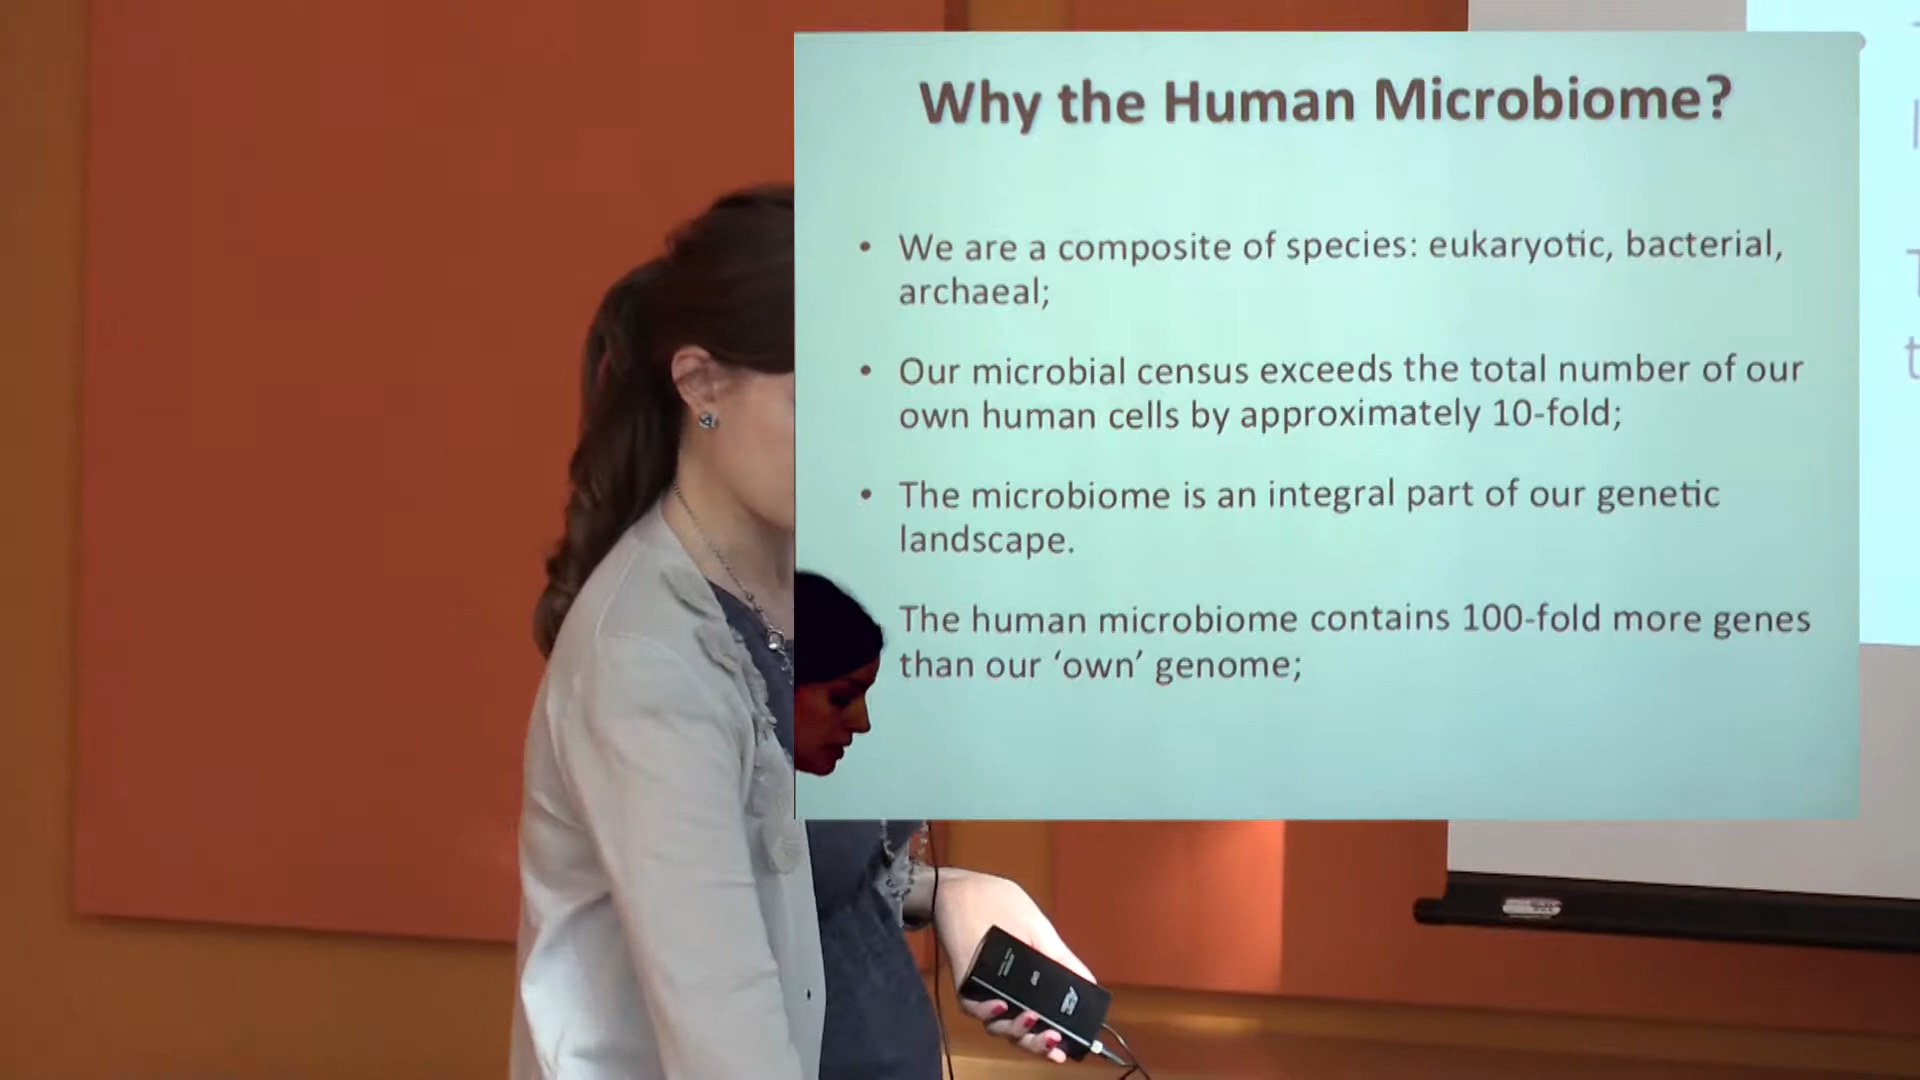 Why the Human Microbiome?
• We are a composite of species: eukaryotic, bacterial,
archaeal;
• Our microbial census exceeds the total number of our
own human cells by approximately 10-fold;
• The microbiome is an integral part of our genetic
landscape.
The human microbiome contains 100-fold more genes
than our ‘own’ genome;